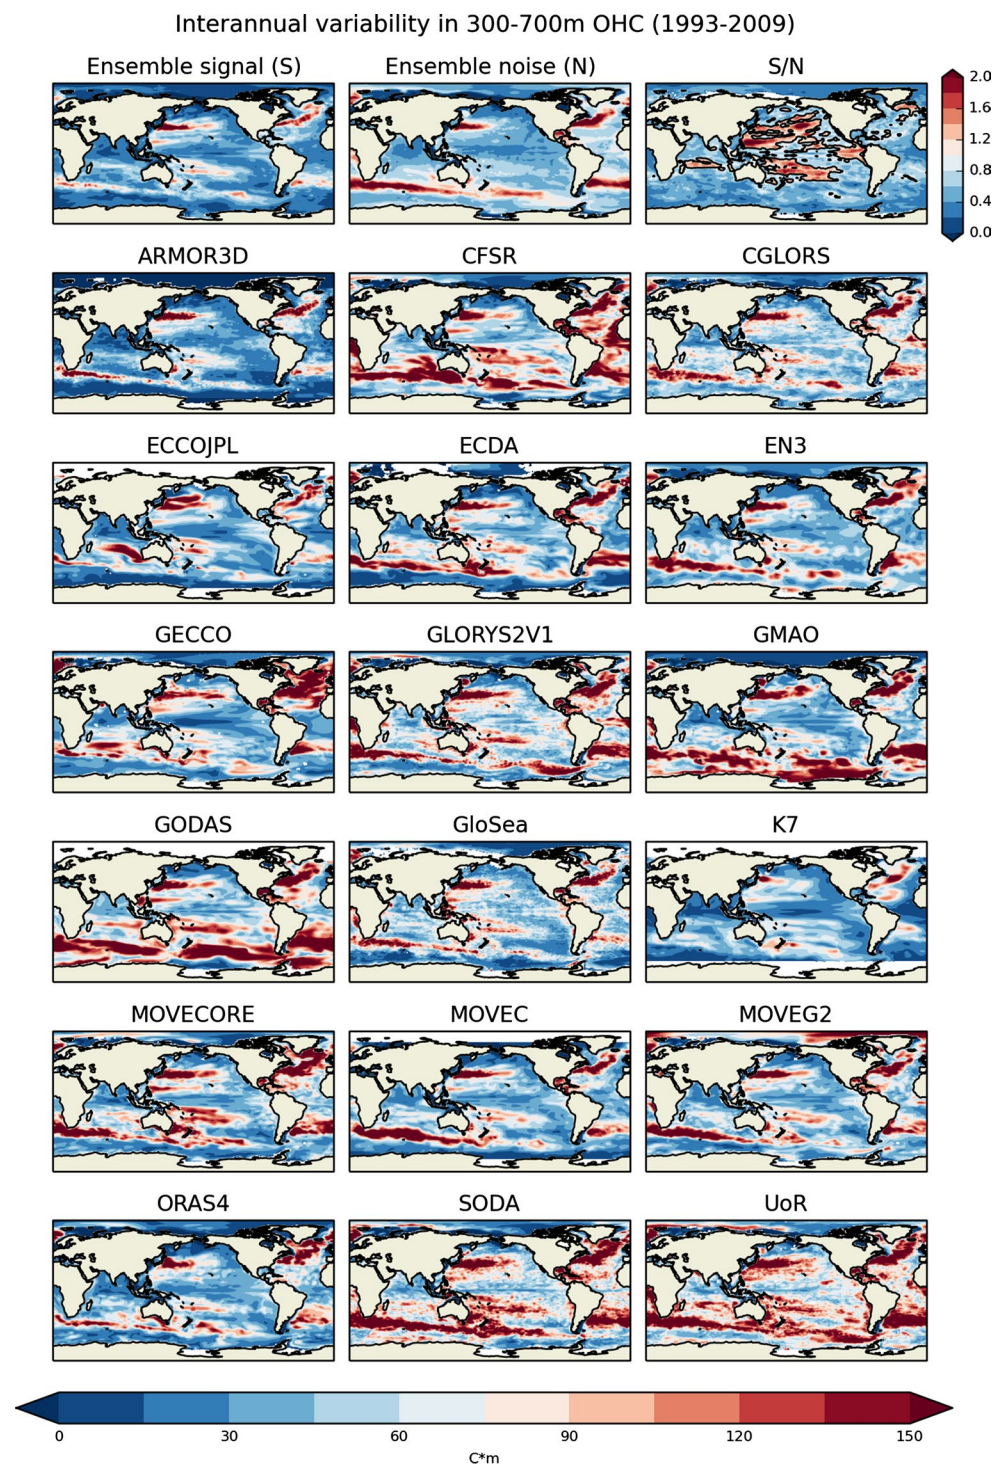 Interannual variability in 300-700m OHC (1993-2009)
Ensemble signal (S) Ensemble noise (N) S/N
2.0
1.6
1.2
0.8
0.4
0.0
ARMOR3D CFSR CGLORS
ECCOJPL ECDA EN3
GECCO GLORYS2V1 GMAO
GODAS GloSea K7
MOVECORE MOVEC MOVEG2
ORAS4 SODA UoR
0 30 60 90 120 150
C*m